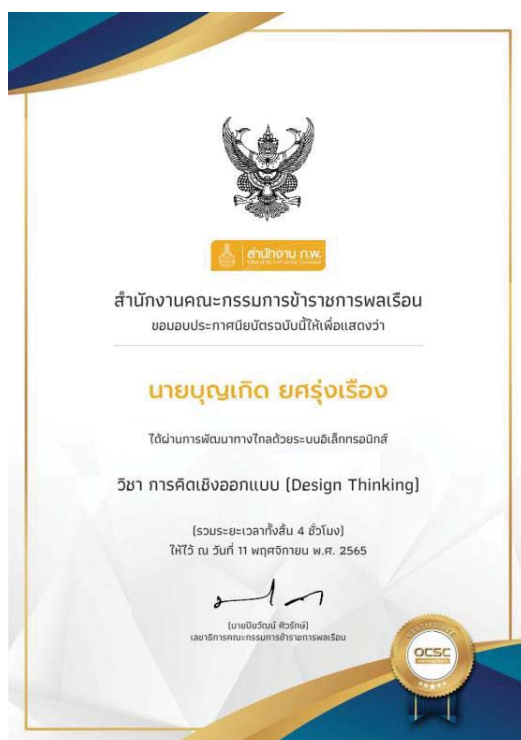 สำนักงาน ก.พ.
สำนักงานคณะกรรมการข้าราชการพลเรือน
ขอมอบประกาศนียบัตรฉบับนี้ให้เพื่อแสดงว่า
นายบุญเกิด ยศรุ่งเรือง
ได้ผ่านการพัฒนาทางไกลด้วยระบบอิเล็กทรอนิกส์
วิชา การคิดเชิงออกแบบ (Design Thinking)
(รวมระยะเวลาทั้งสิ้น 4 ชั่วโมง)
ให้ไว้ ณ วันที่ 11 พฤศจิกายน พ.ศ. 2565
(นายปิยวัฒน์ ศิวรักษ์)
เลขาธิการคณะกรรมการข้าราชการพลเรือน
CERTIFICATE
OCSC